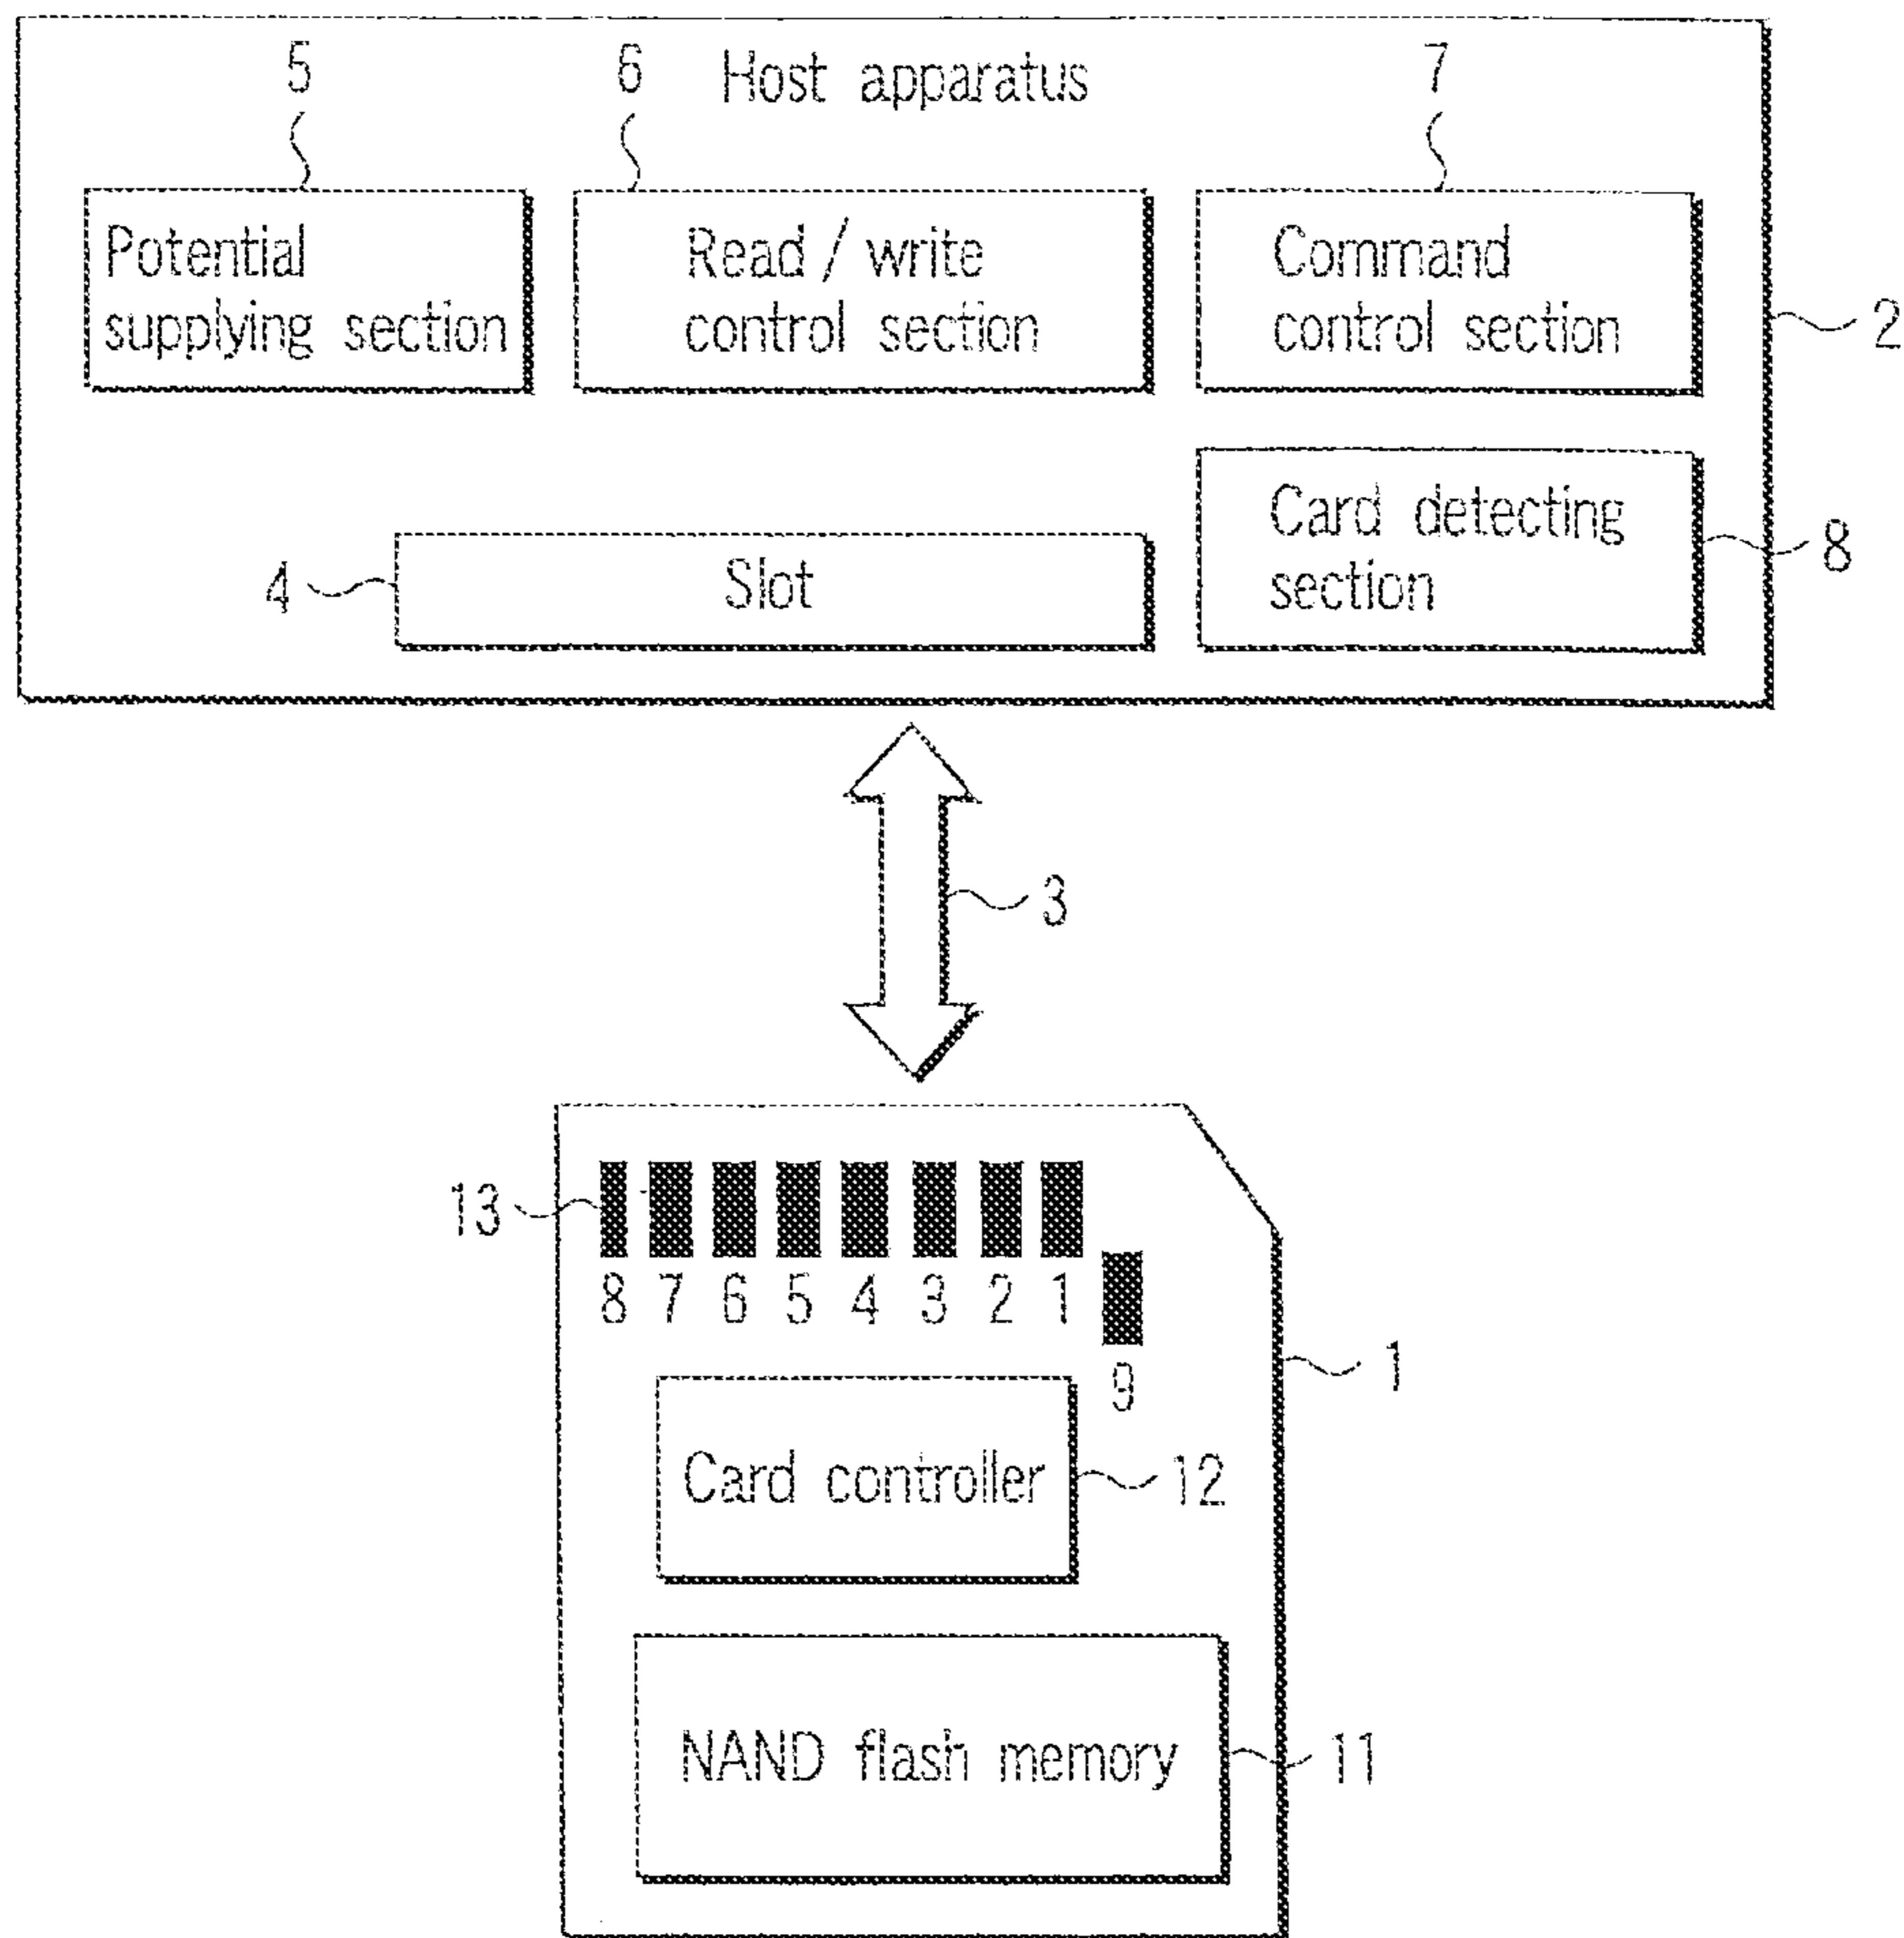 5
6
Host apparatus
7
Potential
supplying section
Read / write
control section
Command
control section
2
Card detecting
section
8
4
Slot
3
13
8 7 6 5 4 3 2 1
9
1
Card controller
12
NAND flash memory
11